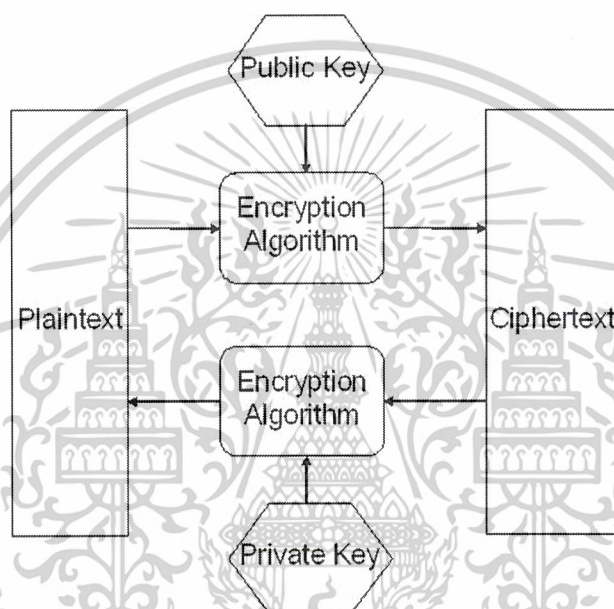 Public Key
Encryption
Algorithm
Plaintext
Ciphertext
Encryption
Algorithm
Private Key